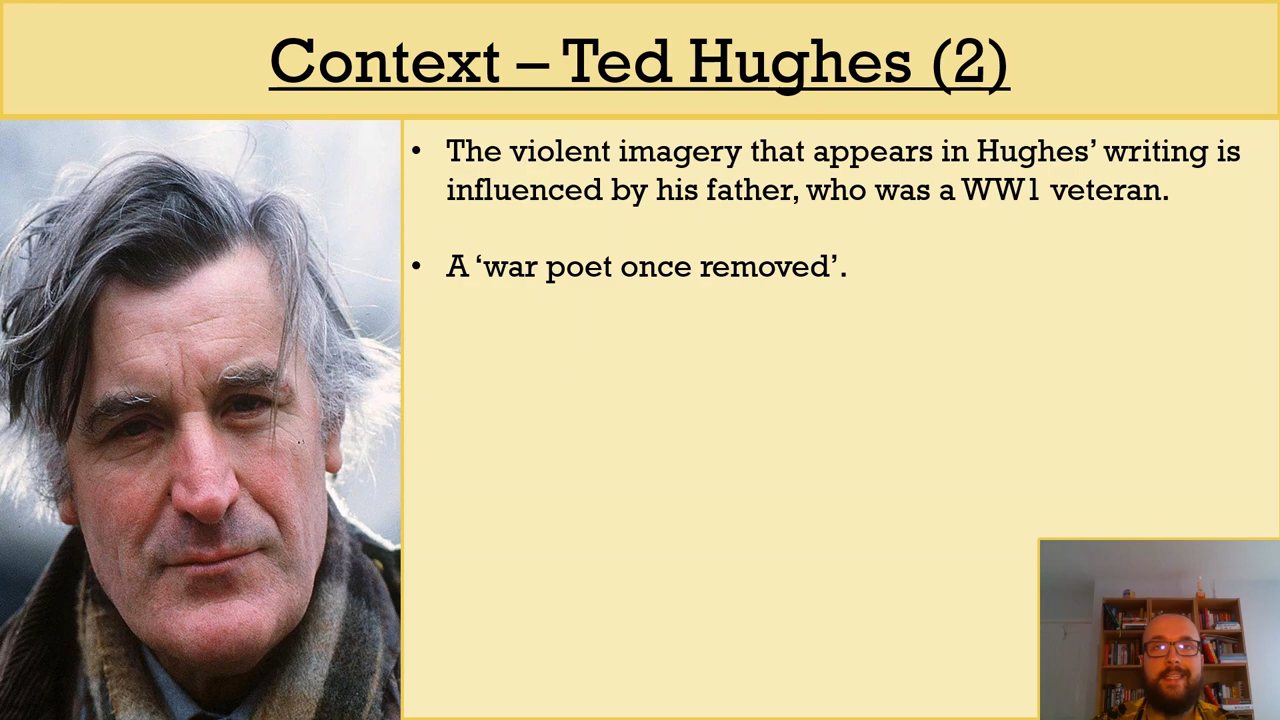 Context – Ted Hughes (2)
• The violent imagery that appears in Hughes’ writing is
influenced by his father, who was a WW1 veteran.
• A ‘war poet once removed’.